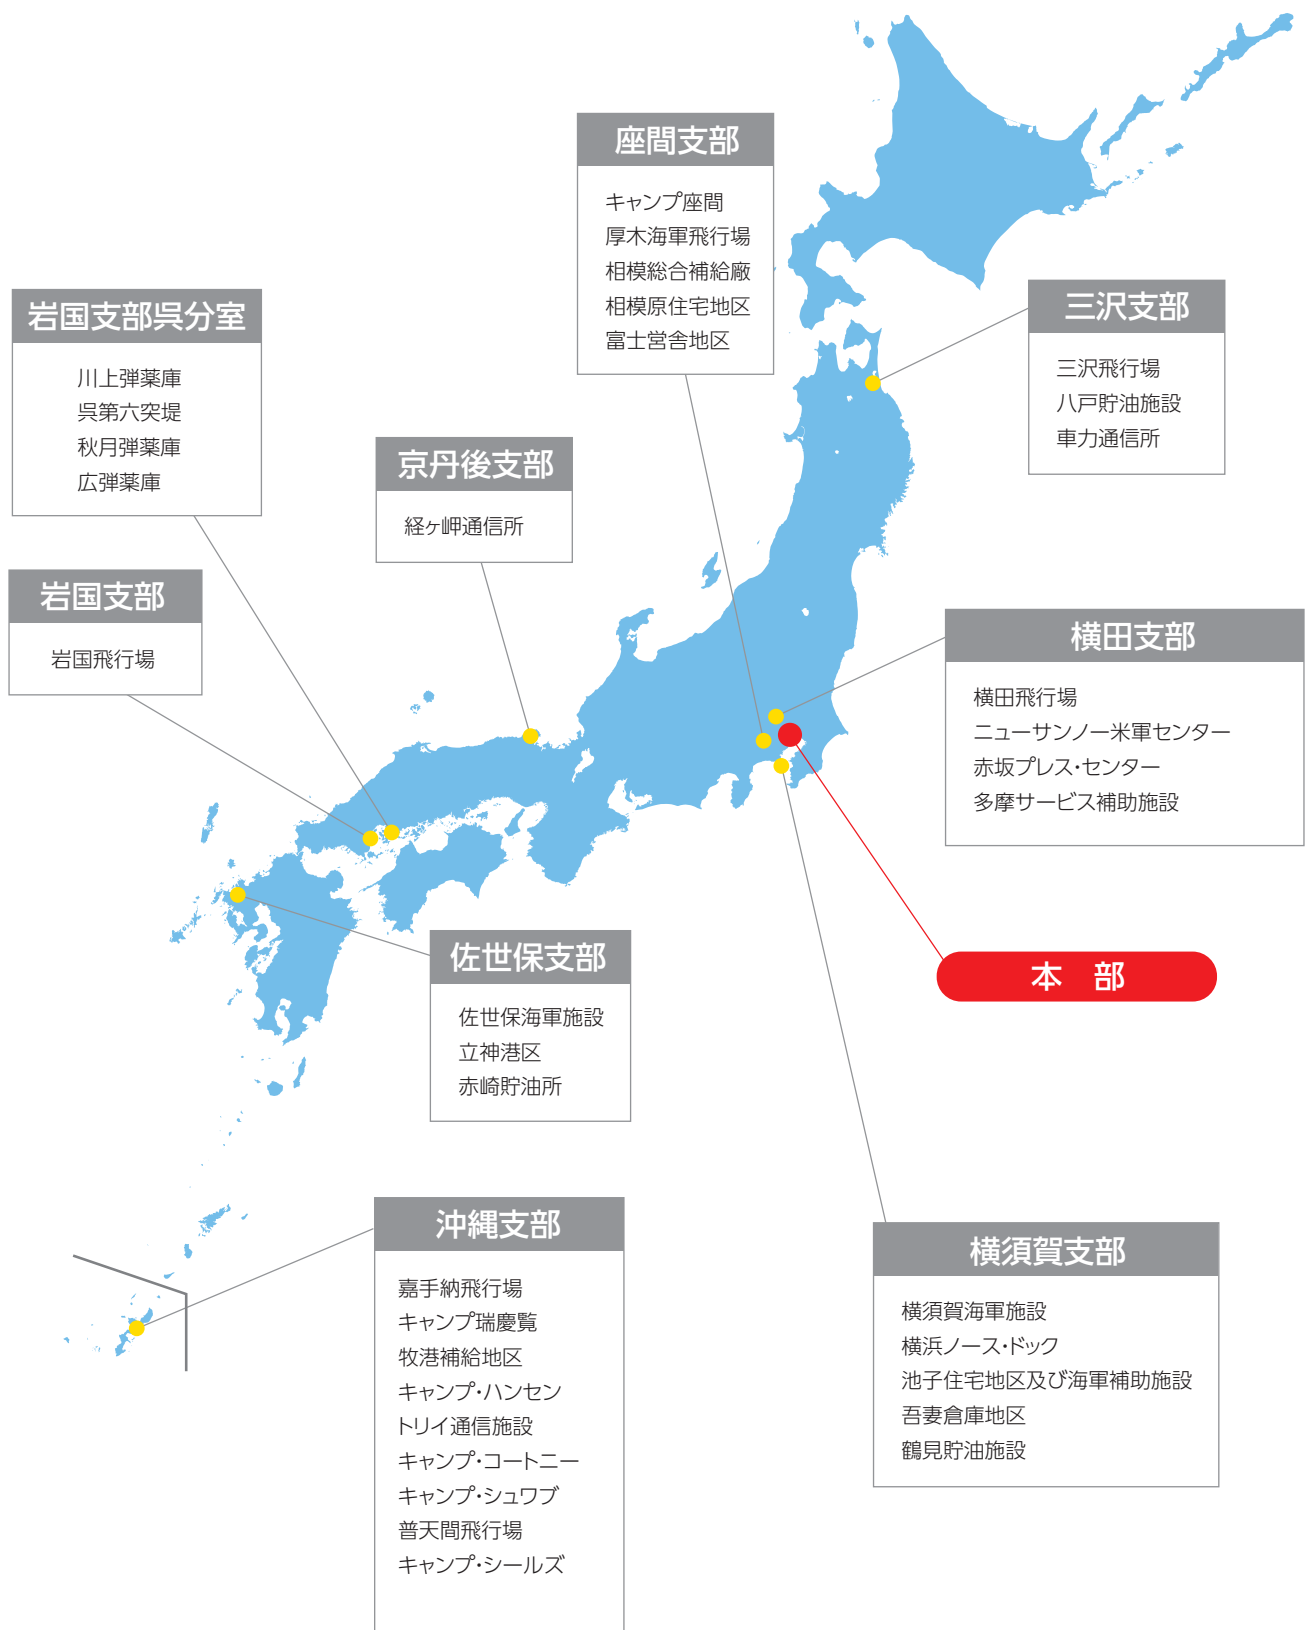 座間支部
キャンプ座間
厚木海軍飛行場
相模総合補給廠
相模原住宅地区
富士営舎地区
三沢支部
三沢飛行場
八戸貯油施設
車力通信所
岩国支部呉分室
川上弾薬庫
呉第六突堤
秋月弾薬庫
広弾薬庫
京丹後支部
経ヶ岬通信所
岩国支部
岩国飛行場
横田支部
横田飛行場
ニューサンノー米軍センター
赤坂プレス・センター
多摩サービス補助施設
佐世保支部
佐世保海軍施設
立神港区
赤崎貯油所
本 部
沖縄支部
嘉手納飛行場
キャンプ瑞慶覧
牧港補給地区
キャンプ・ハンセン
トリイ通信施設
キャンプ・コートニー
キャンプ・シュワブ
普天間飛行場
キャンプ・シールズ
横須賀支部
横須賀海軍施設
横浜ノース・ドック
池子住宅地区及び海軍補助施設
吾妻倉庫地区
鶴見貯油施設